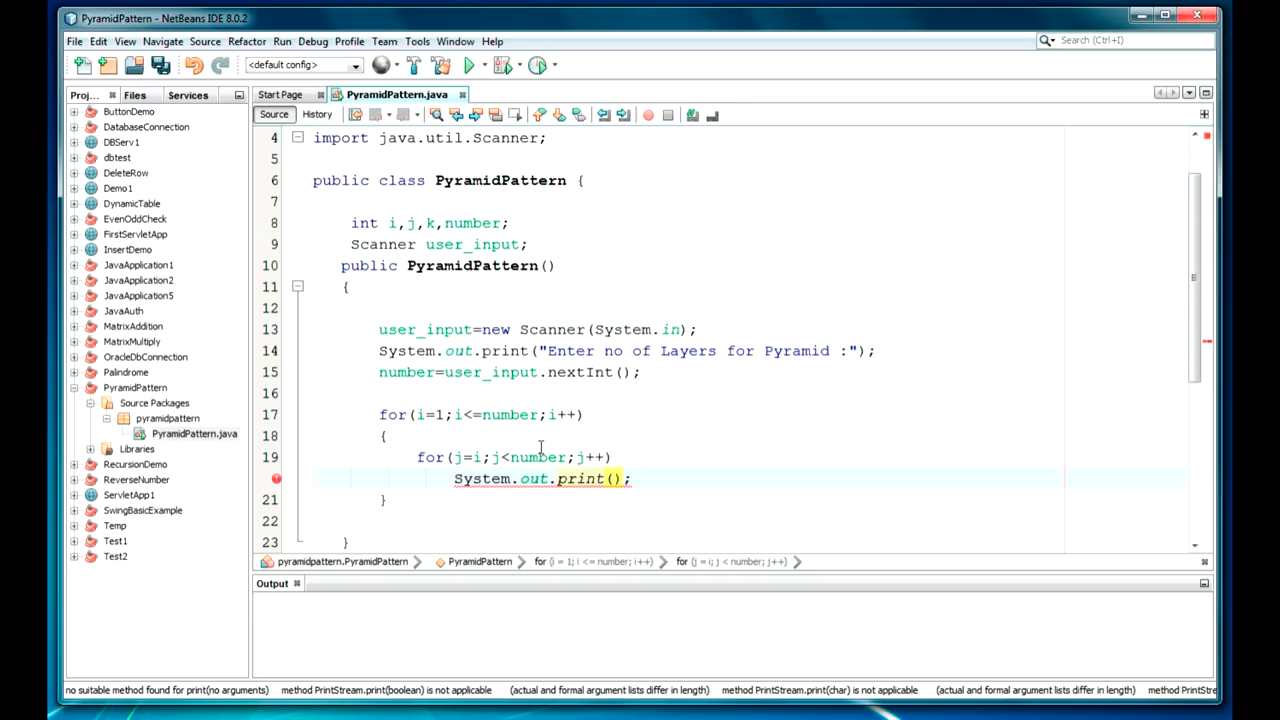 PyramidPattern - NetBeans IDE 8.0.2
File Edit View Navigate Source Refactor Run Debug Profile Team Tools Window Help
Search (Ctrl+I)
<default config>
Proj... Files Services
Start Page PyramidPattern.java
Source History
ButtonDemo
DatabaseConnection
DBServ1
dbtest
DeleteRow
Demo1
DynamicTable
EvenOddCheck
FirstServletApp
InsertDemo
JavaApplication1
JavaApplication2
JavaApplication5
JavaAuth
MatrixAddition
MatrixMultiply
OracleDbConnection
Palindrome
PyramidPattern
Source Packages
pyramidpattern
PyramidPattern.java
Libraries
RecursionDemo
ReverseNumber
ServletApp1
SwingBasicExample
Temp
Test1
Test2
4 import java.util.Scanner;
5
6 public class PyramidPattern {
7
8 int i,j,k,number;
9 Scanner user_input;
10 public PyramidPattern()
11 {
12
13 user_input=new Scanner(System.in);
14 System.out.print("Enter no of Layers for Pyramid :");
15 number=user_input.nextInt();
16
17 for(i=1;i<=number;i++)
18 {
19 for(j=i;j<number;j++)
System.out.print();
21 }
22
23 }
pyramidpattern.PyramidPattern PyramidPattern for (i = 1; i <= number; i++) for (j = i; j < number; j++)
Output
no suitable method found for print(no arguments) method PrintStream.print(boolean) is not applicable (actual and formal argument lists differ in length) method PrintStream.print(char) is not applicable (actual and formal argument lists differ in length) method PrintStre